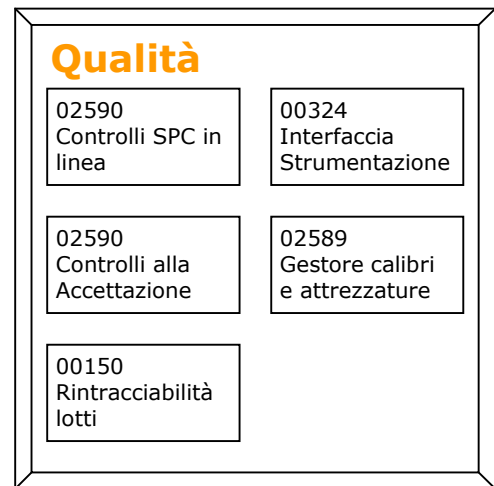 Qualità
02590
Controlli SPC in
linea
00324
Interfaccia
Strumentazione
02590
Controlli alla
Accettazione
02589
Gestore calibri
e attrezzature
00150
Rintracciabilità
lotti